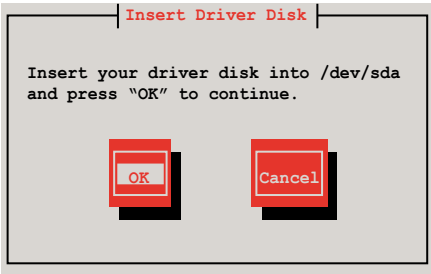 Insert Driver Disk
Insert your driver disk into /dev/sda
and press “OK” to continue.
OK
Cancel